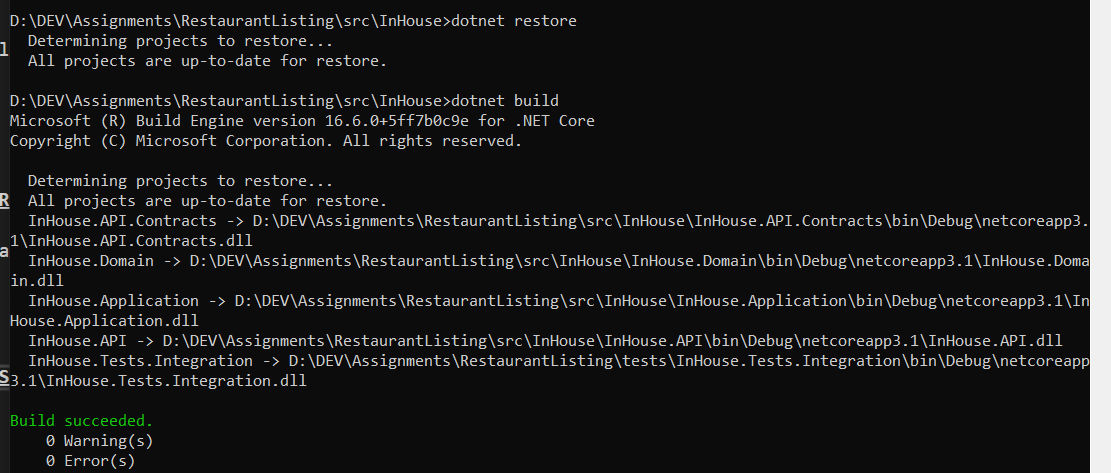 D:\DEV\Assignments\RestaurantListing\src\InHouse>dotnet restore
  Determining projects to restore...
l
  All projects are up-to-date for restore.
D:\DEV\Assignments\RestaurantListing\src\InHouse>dotnet build
Microsoft (R) Build Engine version 16.6.0+5ff7b0c9e for .NET Core
Copyright (C) Microsoft Corporation. All rights reserved.
  Determining projects to restore...
R
  All projects are up-to-date for restore.
  InHouse.API.Contracts -> D:\DEV\Assignments\RestaurantListing\src\InHouse\InHouse.API.Contracts\bin\Debug\netcoreapp3.
1\InHouse.API.Contracts.dll
a
  InHouse.Domain -> D:\DEV\Assignments\RestaurantListing\src\InHouse\InHouse.Domain\bin\Debug\netcoreapp3.1\InHouse.Doma
in.dll
  InHouse.Application -> D:\DEV\Assignments\RestaurantListing\src\InHouse\InHouse.Application\bin\Debug\netcoreapp3.1\In
House.Application.dll
  InHouse.API -> D:\DEV\Assignments\RestaurantListing\src\InHouse\InHouse.API\bin\Debug\netcoreapp3.1\InHouse.API.dll
  InHouse.Tests.Integration -> D:\DEV\Assignments\RestaurantListing\tests\InHouse.Tests.Integration\bin\Debug\netcoreapp
S
3.1\InHouse.Tests.Integration.dll
Build succeeded.
    0 Warning(s)
    0 Error(s)